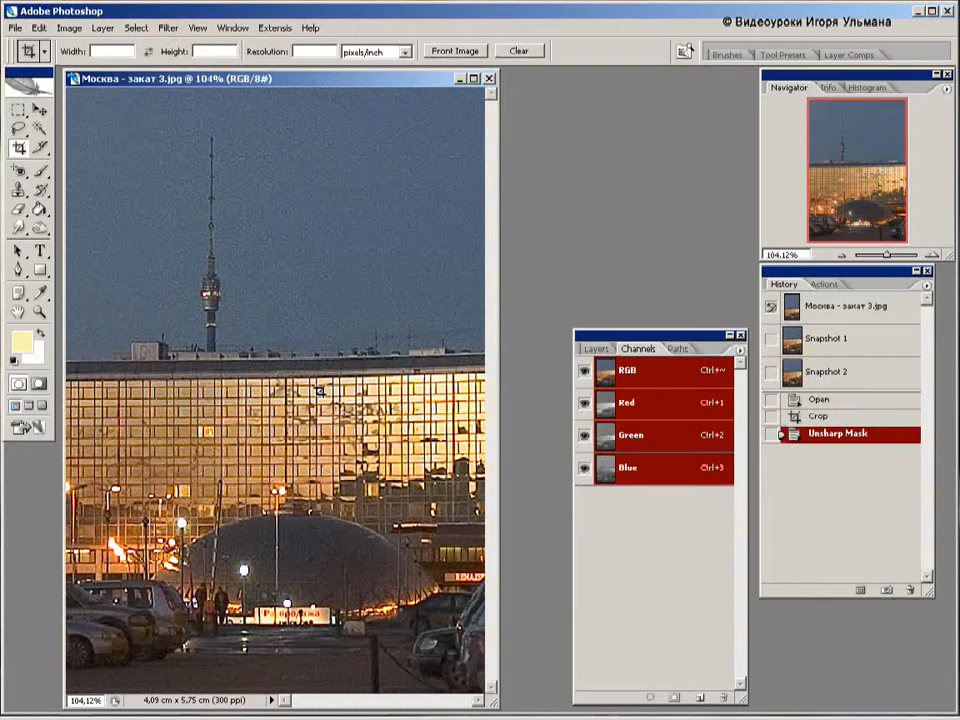 Adobe Photoshop
© Видеоуроки Игоря Ульмана
File Edit Image Layer Select Filter View Window Extensis Help
Width: Height: Resolution: pixels/inch Front Image Clear
Brushes Tool Presets Layer Comps
Москва - закат 3.jpg @ 104% (RGB/8#)
Navigator Info Histogram
104,12%
History Actions
Москва - закат 3.jpg
Snapshot 1
Snapshot 2
Open
Crop
Unsharp Mask
Layers Channels Paths
RGB Ctrl+~
Red Ctrl+1
Green Ctrl+2
Blue Ctrl+3
Распродажа
104,12% 4,09 cm x 5,75 cm (300 ppi)